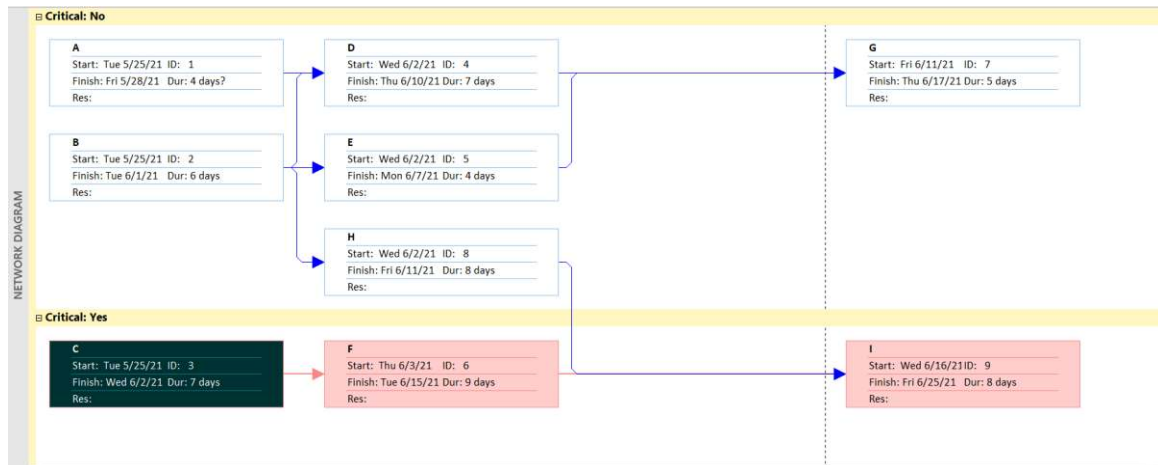 Critical: No
A
Start: Tue 5/25/21 ID: 1
Finish: Fri 5/28/21 Dur: 4 days?
Res:
D
Start: Wed 6/2/21 ID: 4
Finish: Thu 6/10/21 Dur: 7 days
Res:
G
Start: Fri 6/11/21 ID: 7
Finish: Thu 6/17/21 Dur: 5 days
Res:
B
Start: Tue 5/25/21 ID: 2
Finish: Tue 6/1/21 Dur: 6 days
Res:
E
Start: Wed 6/2/21 ID: 5
Finish: Mon 6/7/21 Dur: 4 days
Res:
H
Start: Wed 6/2/21 ID: 8
Finish: Fri 6/11/21 Dur: 8 days
Res:
NETWORK DIAGRAM
Critical: Yes
C
Start: Tue 5/25/21 ID: 3
Finish: Wed 6/2/21 Dur: 7 days
Res:
F
Start: Thu 6/3/21 ID: 6
Finish: Tue 6/15/21 Dur: 9 days
Res:
I
Start: Wed 6/16/21 ID: 9
Finish: Fri 6/25/21 Dur: 8 days
Res: